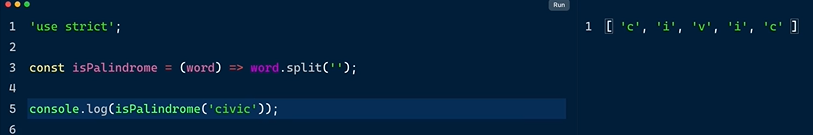 Run
1 'use strict';
2
3 const isPalindrome = (word) => word.split('');
4
5 console.log(isPalindrome('civic'));
6
1 [ 'c', 'i', 'v', 'i', 'c' ]